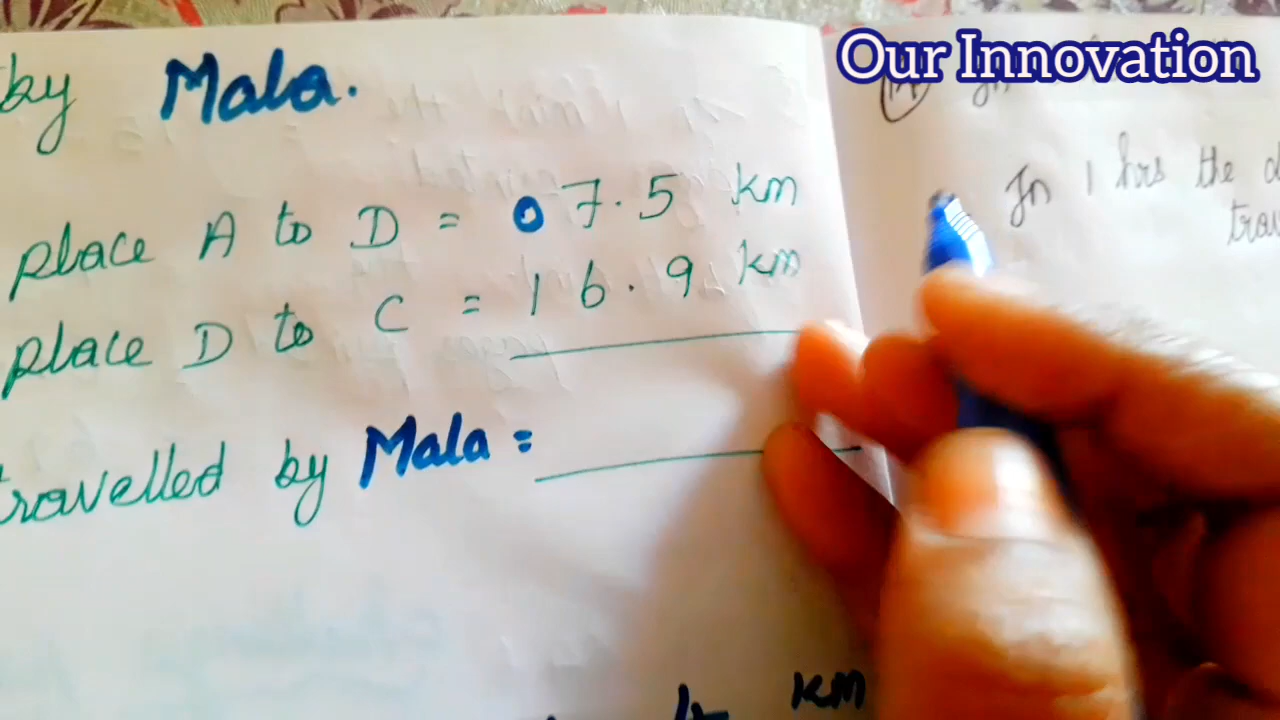 Our Innovation
by Mala.
place A to D = 07.5 km
place D to C = 16.9 km
travelled by Mala =
km
In 1 hrs the